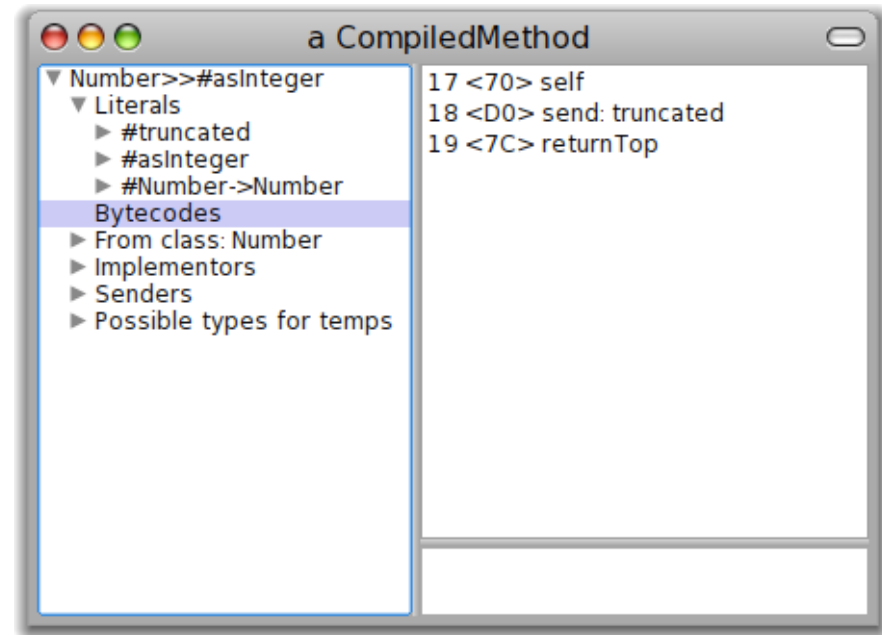 a CompiledMethod
Number>>#asInteger
Literals
#truncated
#asInteger
#Number->Number
Bytecodes
From class: Number
Implementors
Senders
Possible types for temps
17 <70> self
18 <D0> send: truncated
19 <7C> returnTop